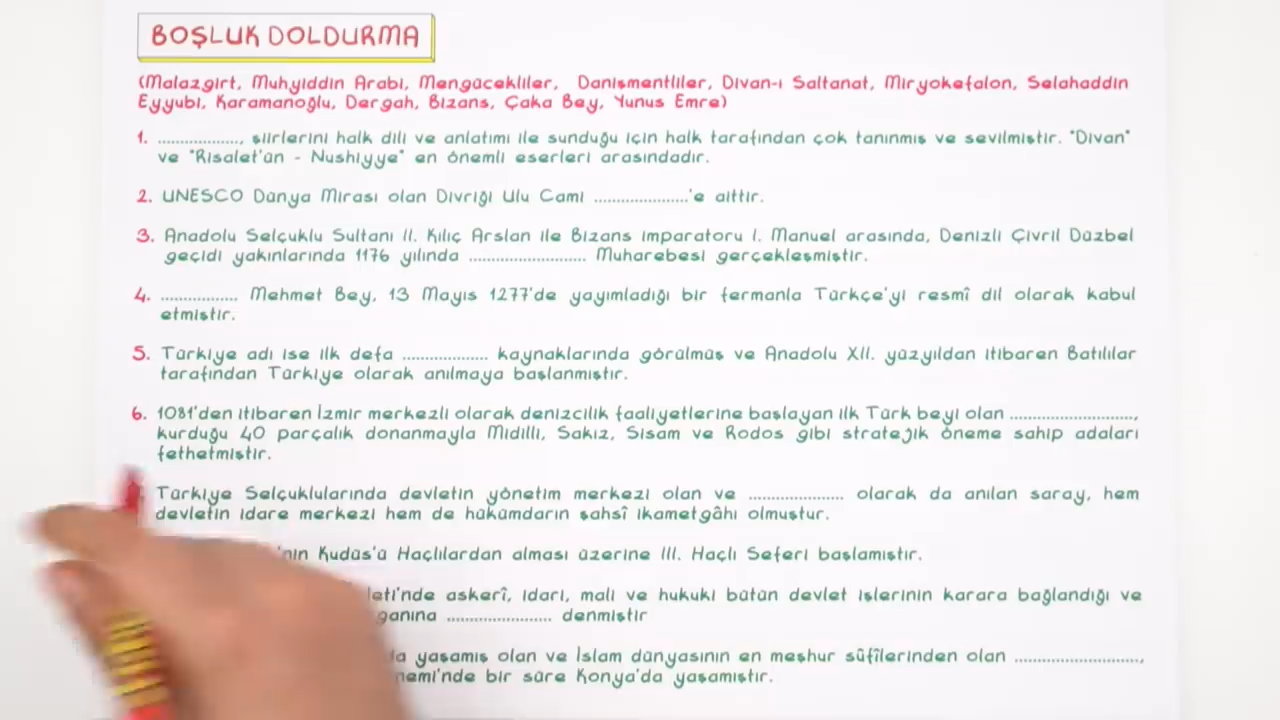 BOŞLUK DOLDURMA
(Malazgirt, Muhyiddin Arabi, Mengücekliler, Danişmentliler, Divan-ı Saltanat, Miryokefalon, Selahaddin
Eyyubi, Karamanoğlu, Dergah, Bizans, Çaka Bey, Yunus Emre)
1. ................, şiirlerini halk dili ve anlatımı ile sunduğu için halk tarafından çok tanınmış ve sevilmiştir. "Divan"
ve "Risalet'ün - Nushiyye" en önemli eserleri arasındadır.
2. UNESCO Dünya Mirası olan Divriği Ulu Cami ...................'e aittir.
3. Anadolu Selçuklu Sultanı II. Kılıç Arslan ile Bizans imparatoru I. Manuel arasında, Denizli Çivril Düzbel
geçidi yakınlarında 1176 yılında ........................ Muharebesi gerçekleşmiştir.
4. ................ Mehmet Bey, 13 Mayıs 1277'de yayımladığı bir fermanla Türkçe'yi resmî dil olarak kabul
etmiştir.
5. Türkiye adı ise ilk defa ................. kaynaklarında görülmüş ve Anadolu XII. yüzyıldan itibaren Batılılar
tarafından Türkiye olarak anılmaya başlanmıştır.
6. 1081'den itibaren İzmir merkezli olarak denizcilik faaliyetlerine başlayan ilk Türk beyi olan .........................,
kurduğu 40 parçalık donanmayla Midilli, Sakız, Sisam ve Rodos gibi stratejik öneme sahip adaları
fethetmiştir.
Türkiye Selçuklularında devletin yönetim merkezi olan ve ................... olarak da anılan saray, hem
devletin idare merkezi hem de hükümdarın şahsî ikametgâhı olmuştur.
'nin Kudüs'ü Haçlılardan alması üzerine III. Haçlı Seferi başlamıştır.
leti'nde askerî, idari, mali ve hukuki bütün devlet işlerinin karara bağlandığı ve
ganına ..................... denmiştir
da yaşamış olan ve İslam dünyasının en meşhur sûfîlerinden olan .........................,
nemi'nde bir süre Konya'da yaşamıştır.